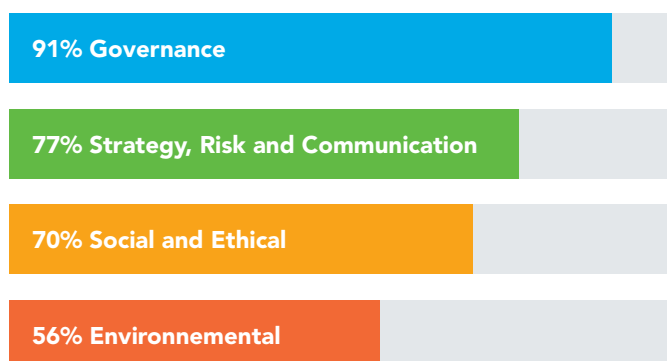 91% Governance
77% Strategy, Risk and Communication
70% Social and Ethical
56% Environnemental